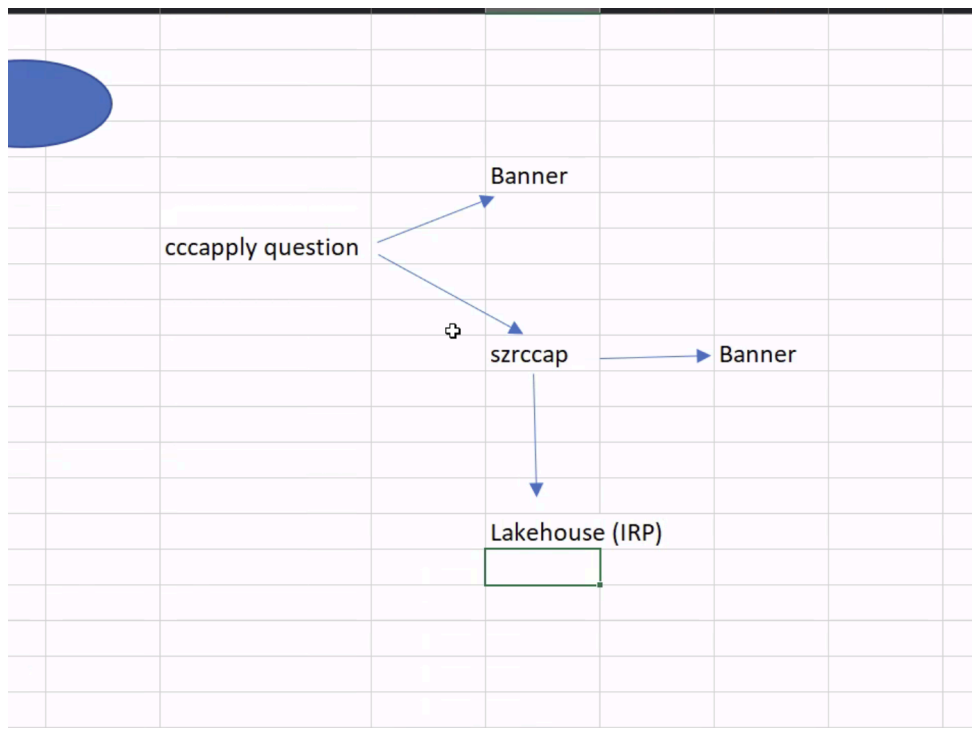 Banner
cccapply question
szrccap
Banner
Lakehouse (IRP)